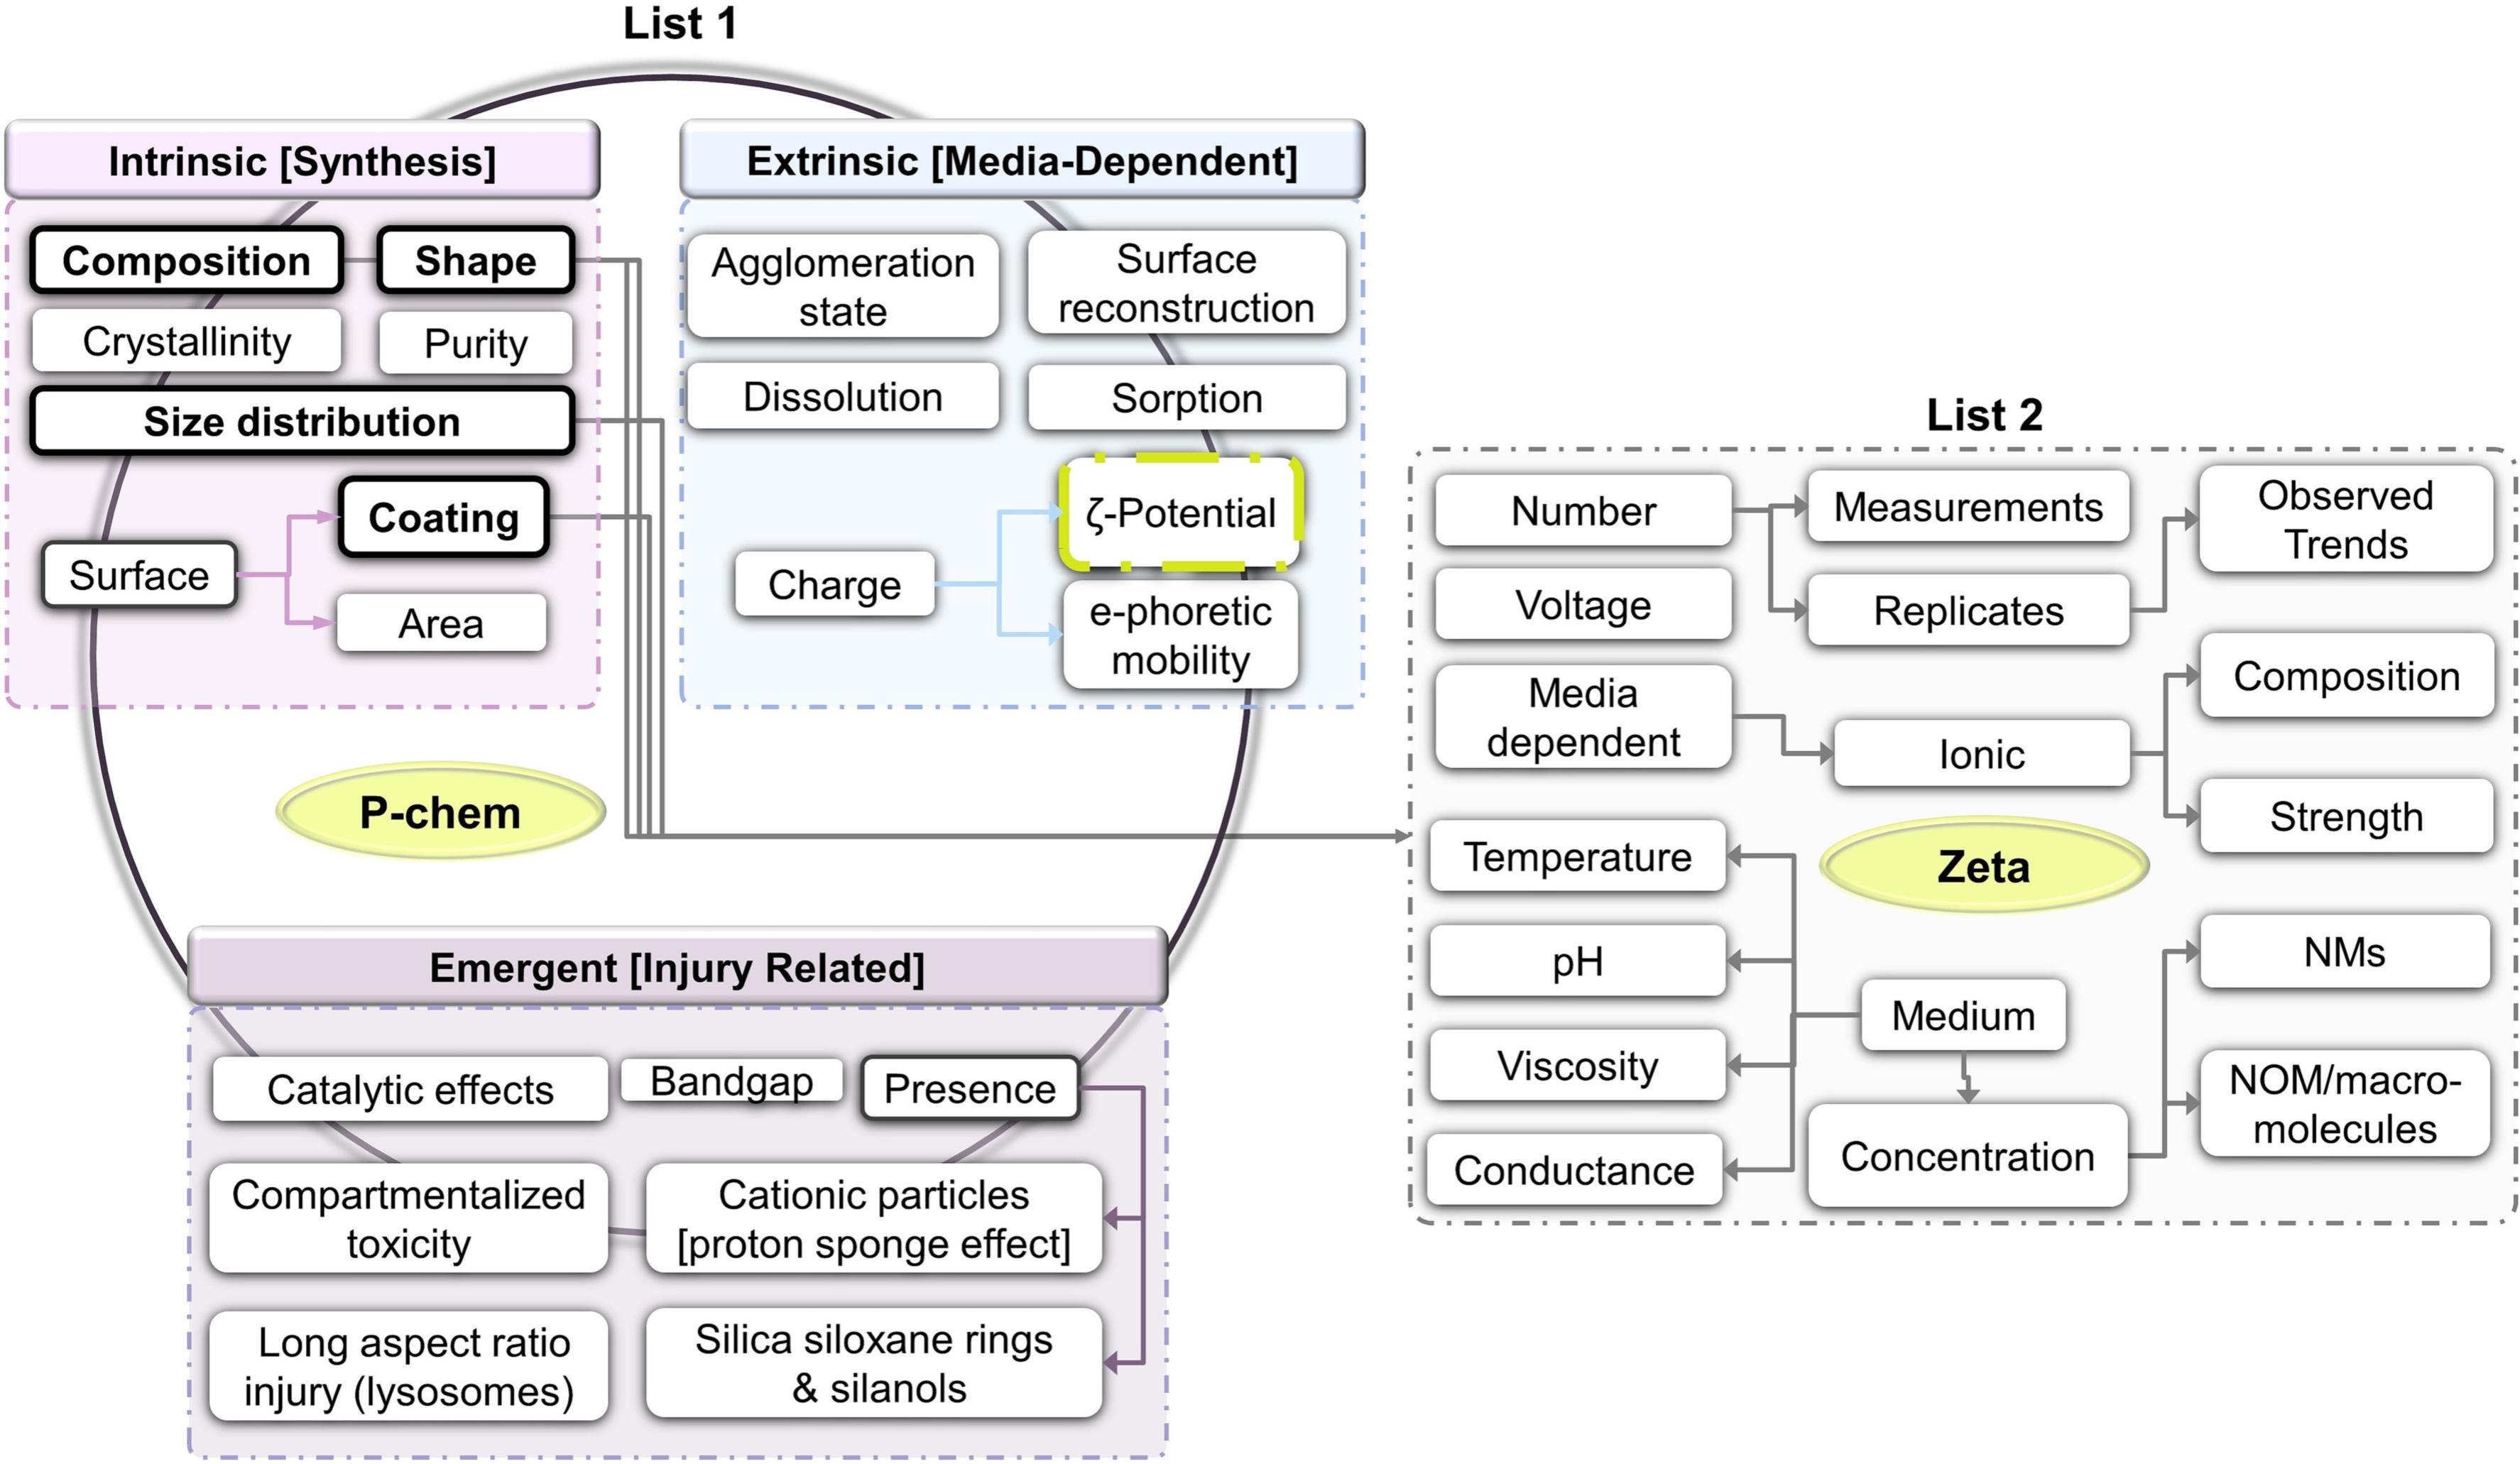 List 1
Intrinsic [Synthesis]
Composition
Shape
Crystallinity
Purity
Size distribution
Coating
Surface
Area
Extrinsic [Media-Dependent]
Agglomeration
state
Surface
reconstruction
Dissolution
Sorption
ζ-Potential
Charge
e-phoretic
mobility
P-chem
Emergent [Injury Related]
Catalytic effects
Bandgap
Presence
Compartmentalized
toxicity
Cationic particles
[proton sponge effect]
Long aspect ratio
injury (lysosomes)
Silica siloxane rings
& silanols
List 2
Number
Measurements
Observed
Trends
Voltage
Replicates
Media
dependent
Ionic
Composition
Strength
Temperature
Zeta
pH
NMs
Medium
Viscosity
NOM/macro-
molecules
Conductance
Concentration